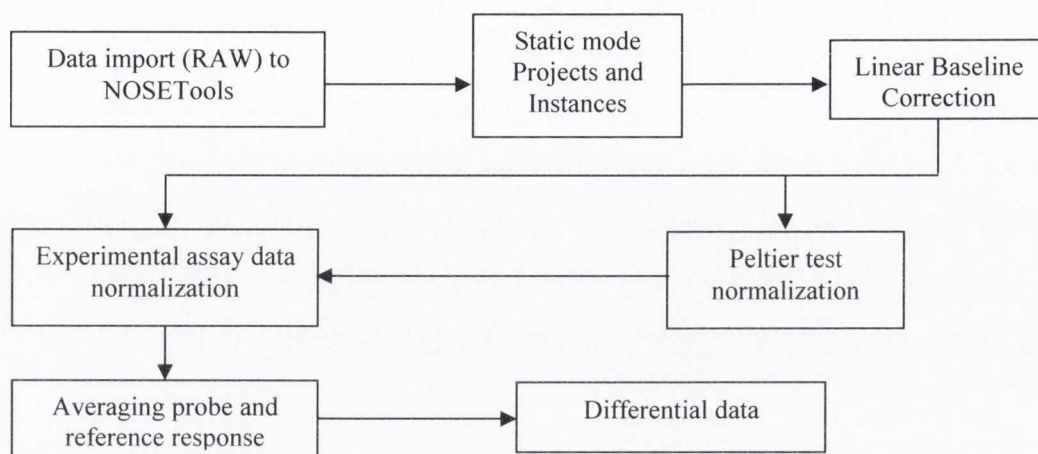 Data import (RAW) to
NOSETools
Static mode
Projects and
Instances
Linear Baseline
Correction
Experimental assay data
normalization
Peltier test
normalization
Averaging probe and
reference response
Differential data